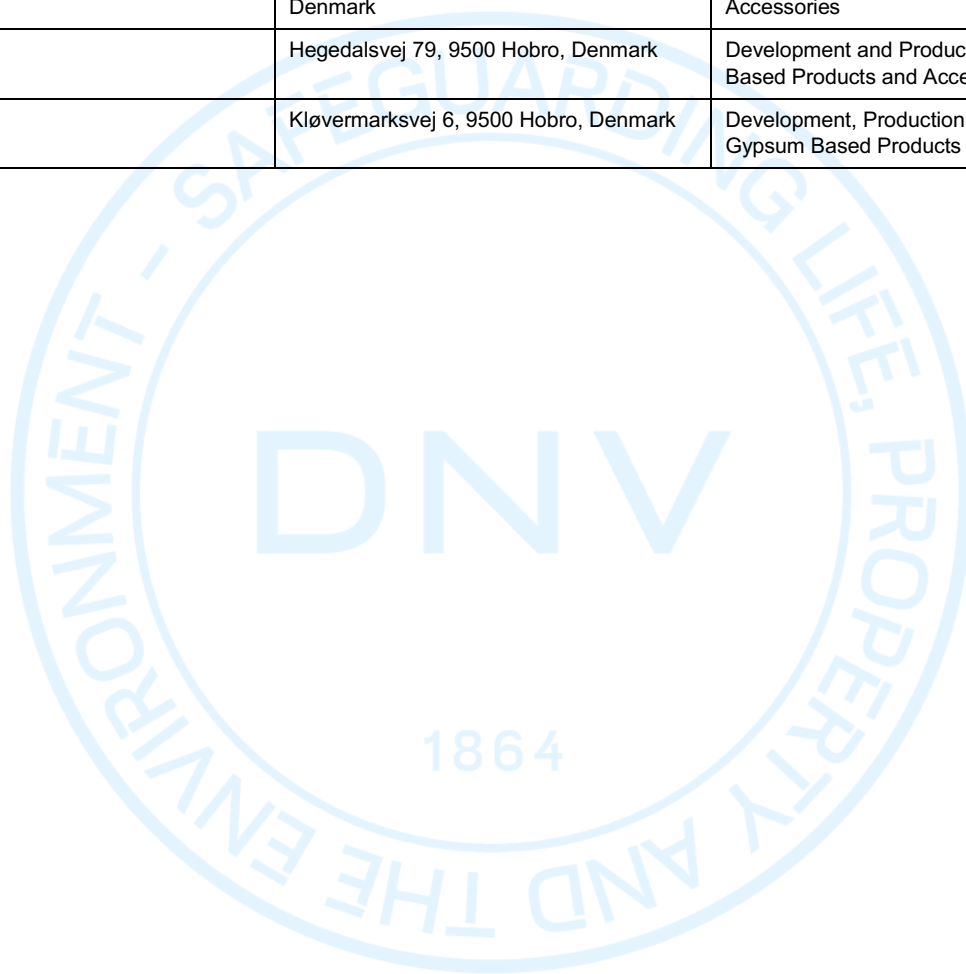 Denmark
Accessories
Hegedalsvej 79, 9500 Hobro, Denmark
Development and Produc
Based Products and Acce
Kløvermarksvej 6, 9500 Hobro, Denmark
Development, Production
Gypsum Based Products
SAFEGUARDING LIFE, PROPERTY AND THE ENVIRONMENT -
DNV
1864